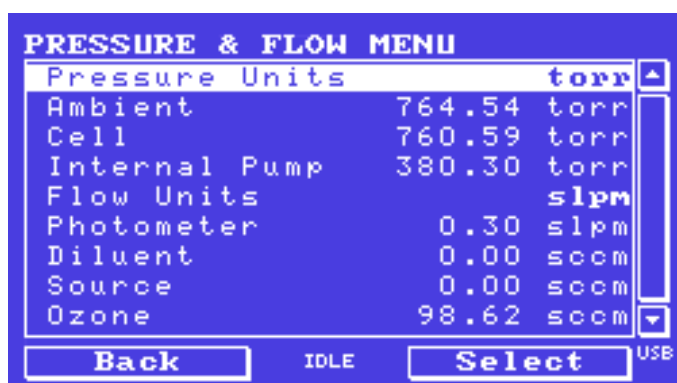 PRESSURE & FLOW MENU
Pressure Units torr
Ambient 764.54 torr
Cell 760.59 torr
Internal Pump 380.30 torr
Flow Units slpm
Photometer 0.30 slpm
Diluent 0.00 sccm
Source 0.00 sccm
Ozone 98.62 sccm
Back IDLE Select USB